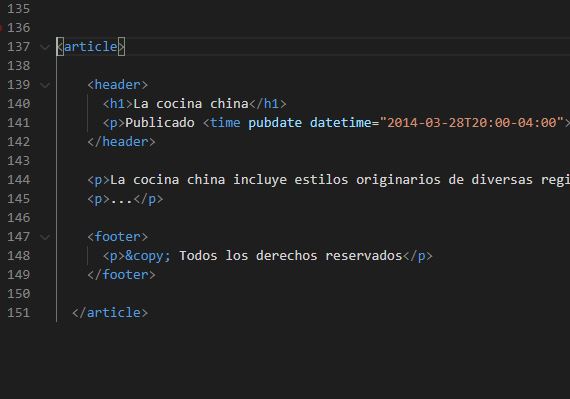 135
136
137 <article>
138
139 <header>
140 <h1>La cocina china</h1>
141 <p>Publicado <time pubdate datetime="2014-03-28T20:00-04:00">
142 </header>
143
144 <p>La cocina china incluye estilos originarios de diversas regi
145 <p>...</p>
146
147 <footer>
148 <p>&copy; Todos los derechos reservados</p>
149 </footer>
150
151 </article>